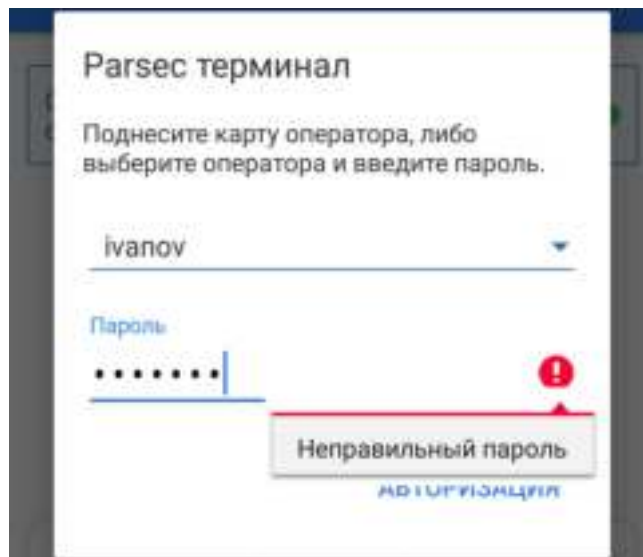 Parsec терминал
Поднесите карту оператора, либо
выберите оператора и введите пароль.
ivanov
Пароль
•••••••
Неправильный пароль
АВТОРИЗАЦИЯ